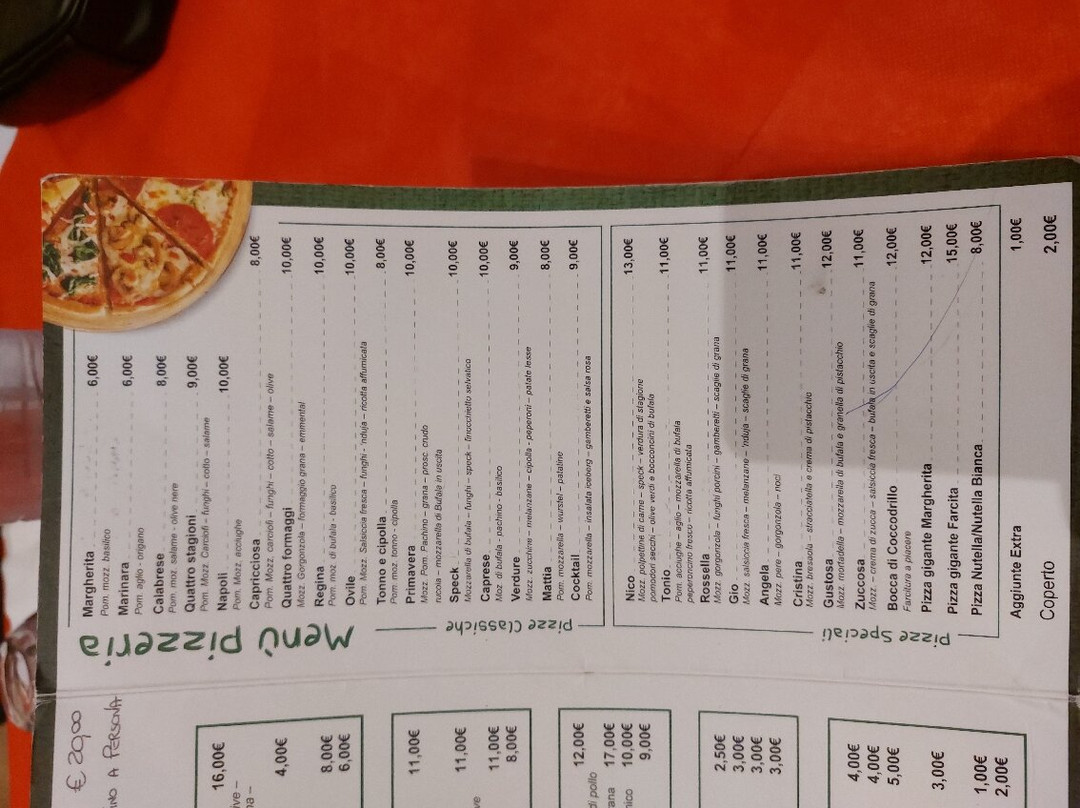 Menù pizzeria
Pizze Classiche
Margherita 6,00€
Pom. mozz. basilico
Marinara 6,00€
Pom. aglio - origano
Calabrese 8,00€
Pom. moz. salame - olive nere
Quattro stagioni 9,00€
Pom. Mozz. Carciofi – funghi – cotto - salame
Napoli 10,00€
Pom. Mozz. acciughe
Capricciosa 8,00€
Pom. Mozz. carciofi – funghi – cotto – salame – olive
Quattro formaggi 10,00€
Mozz. Gorgonzola – formaggio grana – emmental
Regina 10,00€
Pom. moz. di bufala - basilico
Ovile 10,00€
Pom. Mozz. Salsiccia fresca – funghi - 'nduja – ricotta affumicata
Tonno e cipolla 8,00€
Pom. moz. tonno - cipolla
Primavera 10,00€
Mozz. Pom. Pachino – grana – prosc. crudo
rucola – mozzarella di Bufala in uscita
Speck 10,00€
Mozzarella di bufala – funghi – speck - finocchietto selvatico
Caprese 10,00€
Moz. di bufala - pachino - basilico
Verdure 9,00€
Mozz. zucchine – melanzane – cipolla - peperoni – patate lesse
Mattia 8,00€
Pom. mozzarella – wurstel – patatine
Cocktail 9,00€
Pom. mozzarella – insalata iceberg – gamberetti e salsa rosa
Pizze Speciali
Nico 13,00€
Mozz. polpettine di carne – speck – verdura di stagione
pomodori secchi – olive verdi e bocconcini di bufala
Tonio 11,00€
Pom. acciughe – aglio – mozzarella di bufala
peperoncino fresco – ricotta affumicata
Rossella 11,00€
Mozz. gorgonzola – funghi porcini – gamberetti – scaglie di grana
Gio 11,00€
Mozz. salsiccia fresca – melanzane – 'nduja – scaglie di grana
Angela 11,00€
Mozz. pere – gorgonzola – noci
Cristina 11,00€
Mozz. bresaola – stracciatella e crema di pistacchio
Gustosa 12,00€
Mozz. mortadella – mozzarella di bufala e granella di pistacchio
Zuccosa 11,00€
Mozz. – crema di zucca – salsiccia fresca – bufala in uscita e scaglie di grana
Bocca di Coccodrillo 12,00€
Farcitura a piacere
Pizza gigante Margherita 12,00€
Pizza gigante Farcita 15,00€
Pizza Nutella/Nutella Bianca 8,00€
Aggiunte Extra 1,00€
Coperto 2,00€
€ 29,00
A PERSONA
16,00€
4,00€
8,00€
6,00€
11,00€
11,00€
11,00€
8,00€
di pollo 12,00€
17,00€
10,00€
9,00€
2,50€
3,00€
3,00€
3,00€
4,00€
4,00€
5,00€
3,00€
1,00€
2,00€